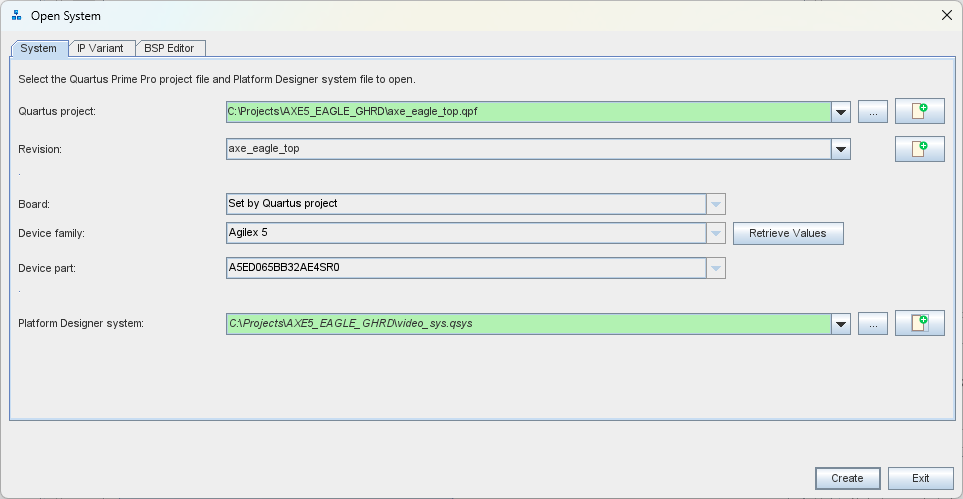 Open System
System IP Variant BSP Editor
Select the Quartus Prime Pro project file and Platform Designer system file to open.
Quartus project: C:\Projects\AXE5_EAGLE_GHRD\axe_eagle_top.qpf ...
Revision: axe_eagle_top
.
Board: Set by Quartus project
Device family: Agilex 5 Retrieve Values
Device part: A5ED065BB32AE4SR0
.
Platform Designer system: C:\Projects\AXE5_EAGLE_GHRD\video_sys.qsys ...
Create Exit